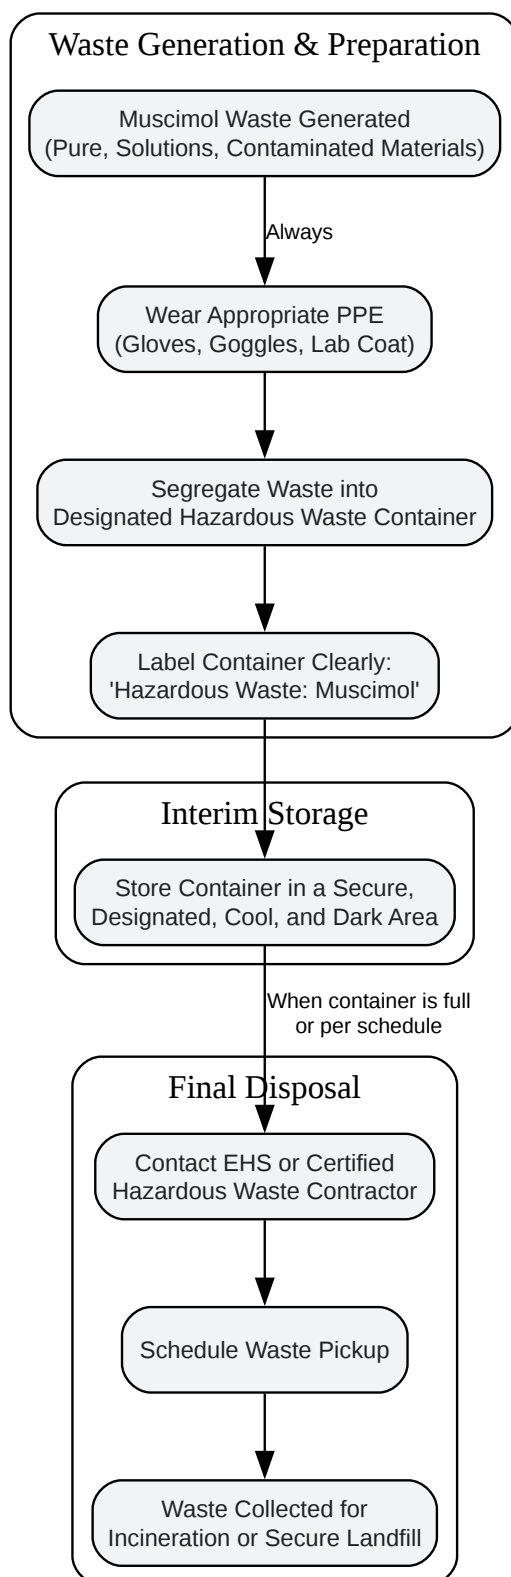 Waste Generation & Preparation
Muscimol Waste Generated
(Pure, Solutions, Contaminated Materials)
Always
Wear Appropriate PPE
(Gloves, Goggles, Lab Coat)
Segregate Waste into
Designated Hazardous Waste Container
Label Container Clearly:
'Hazardous Waste: Muscimol'
Interim Storage
Store Container in a Secure,
Designated, Cool, and Dark Area
When container is full
or per schedule
Final Disposal
Contact EHS or Certified
Hazardous Waste Contractor
Schedule Waste Pickup
Waste Collected for
Incineration or Secure Landfill